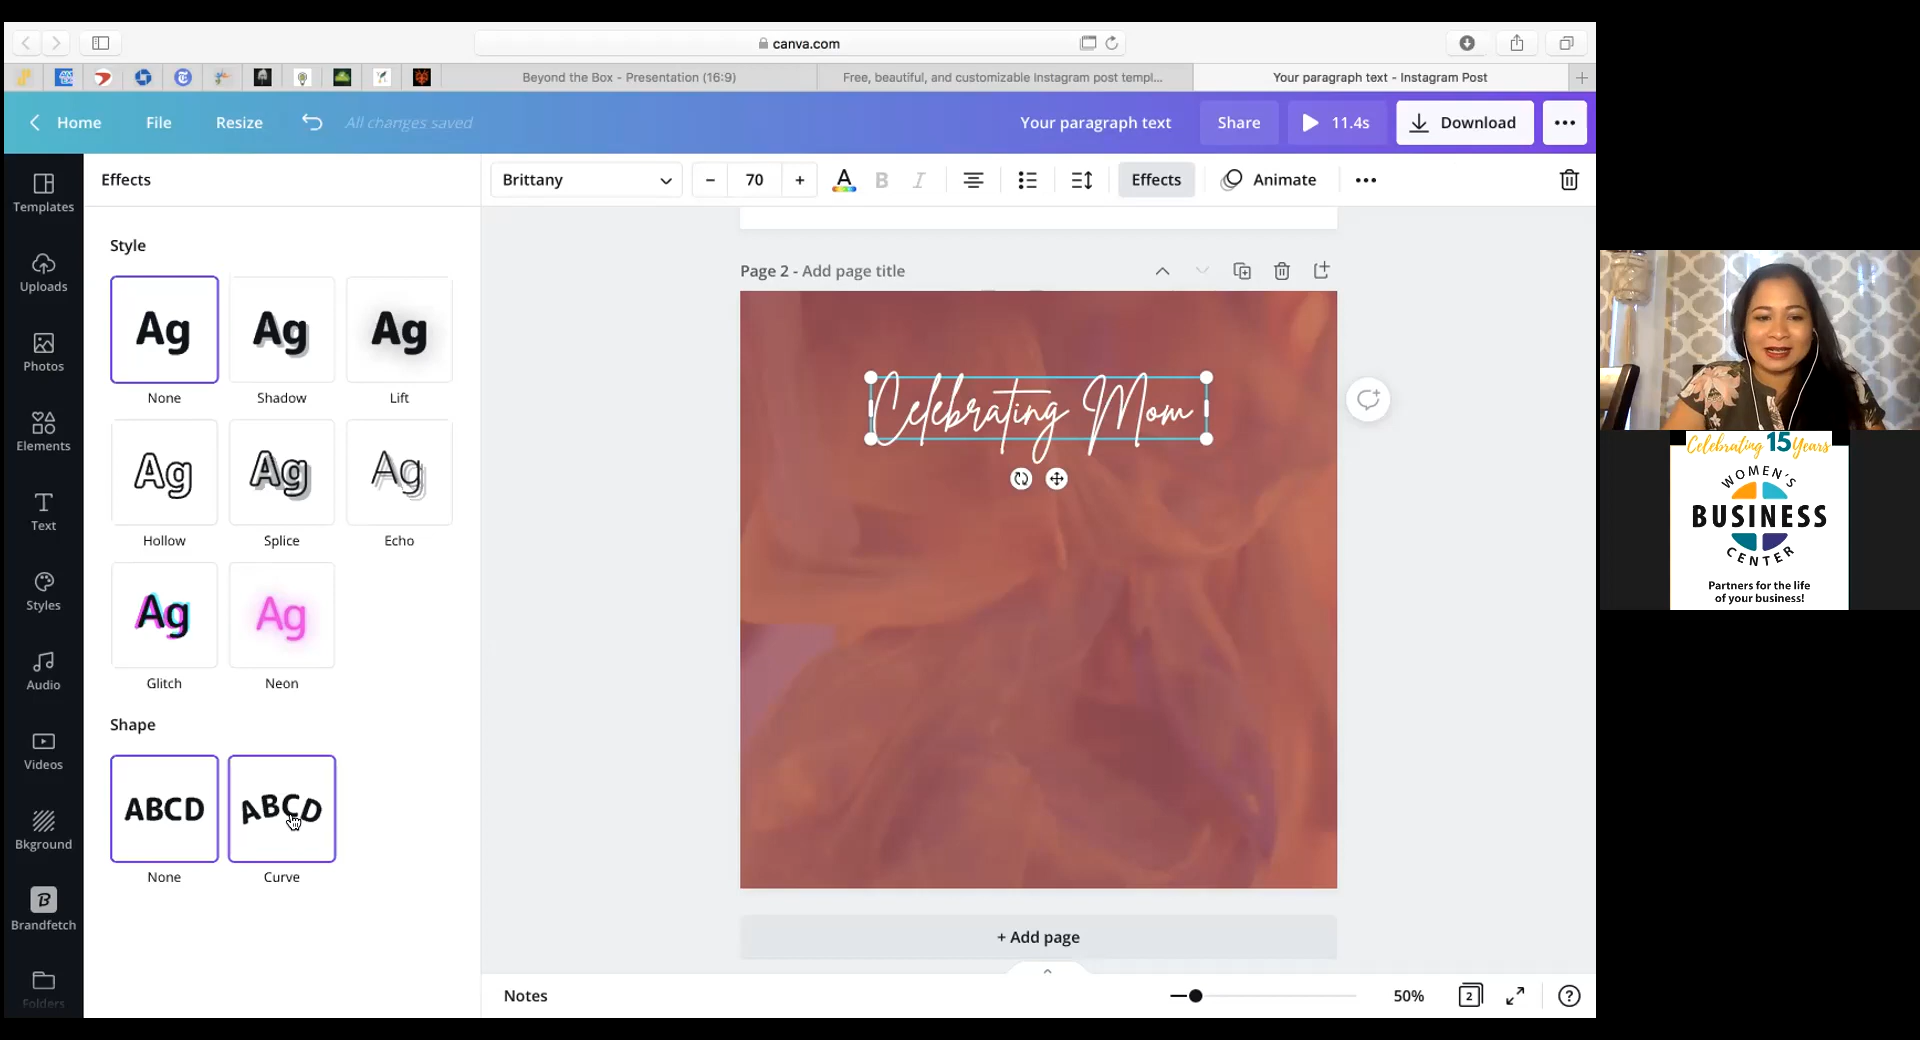 canva.com
Beyond the Box - Presentation (16:9)
Free, beautiful, and customizable Instagram post templ...
Your paragraph text - Instagram Post
Home
File
Resize
All changes saved
Your paragraph text
Share
11.4s
Download
Templates
Uploads
Photos
Elements
Text
Styles
Audio
Videos
Bkground
Brandfetch
Folders
Effects
Style
Ag
Ag
Ag
None
Shadow
Lift
Ag
Ag
Ag
Hollow
Splice
Echo
Ag
Ag
Glitch
Neon
Shape
ABCD
ABCD
None
Curve
Brittany
70
A
B
I
Effects
Animate
Page 2 - Add page title
Celebrating Mom
+ Add page
Notes
50%
2
Celebrating 15 Years
WOMEN'S
BUSINESS
CENTER
Partners for the life
of your business!